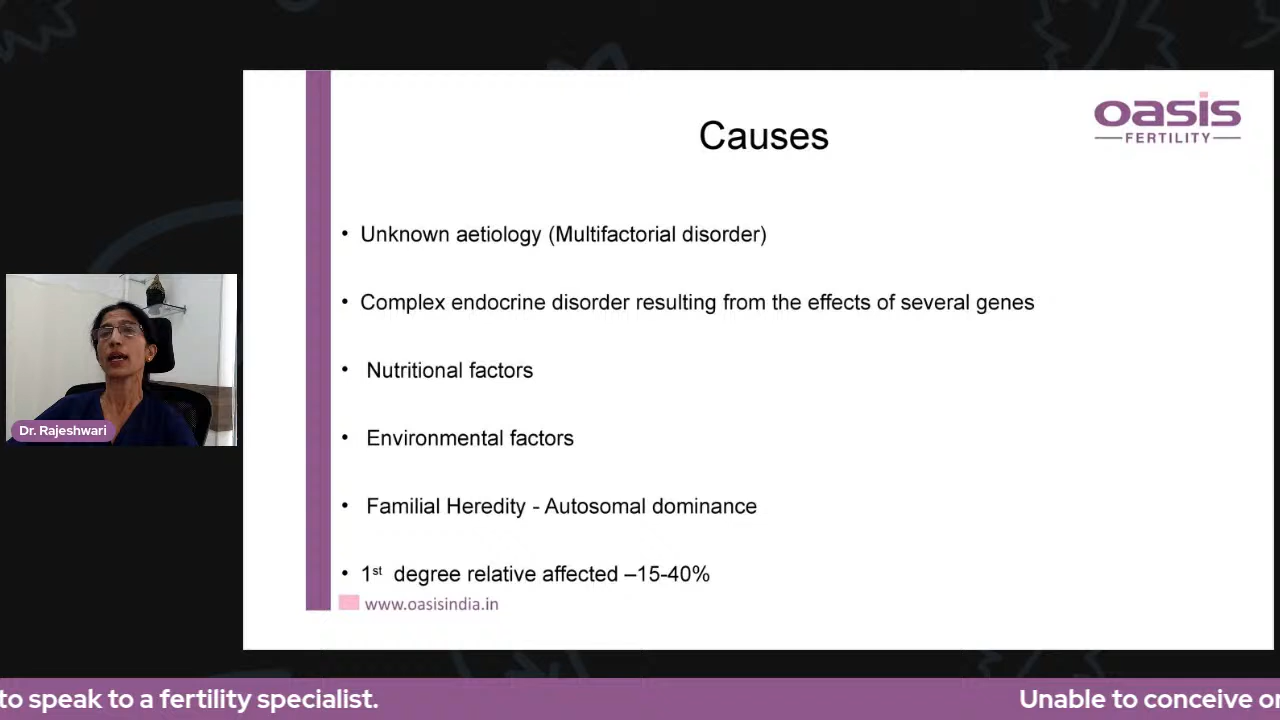 Causes
oasis
FERTILITY
• Unknown aetiology (Multifactorial disorder)
• Complex endocrine disorder resulting from the effects of several genes
• Nutritional factors
• Environmental factors
• Familial Heredity - Autosomal dominance
• 1st degree relative affected –15-40%
www.oasisindia.in
Dr. Rajeshwari
to speak to a fertility specialist.
Unable to conceive or